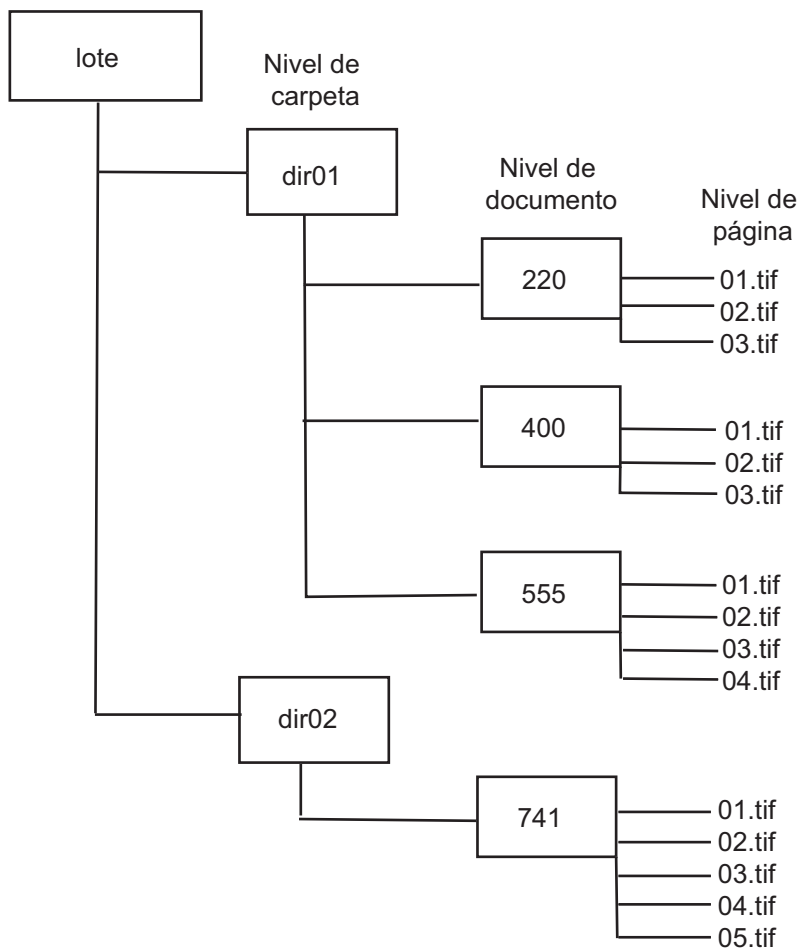 lote
Nivel de
carpeta
dir01
Nivel de
documento
Nivel de
página
220
01.tif
02.tif
03.tif
400
01.tif
02.tif
03.tif
555
01.tif
02.tif
03.tif
04.tif
dir02
741
01.tif
02.tif
03.tif
04.tif
05.tif